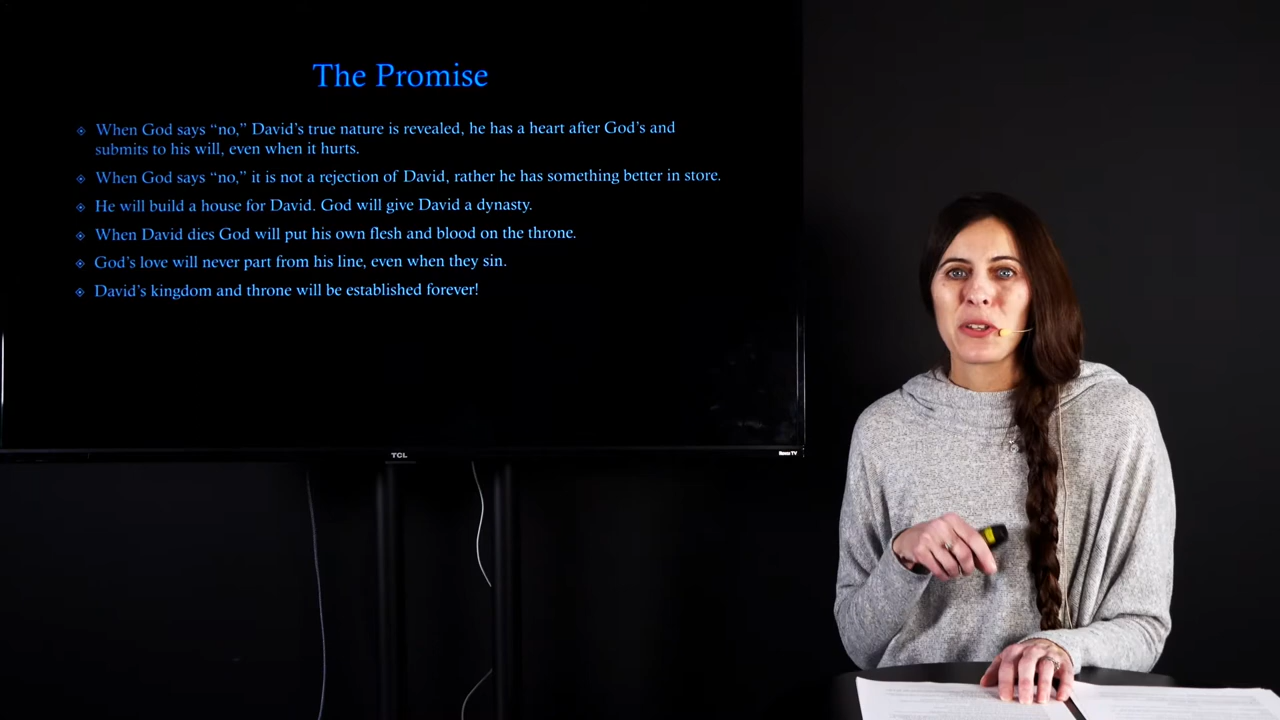 The Promise
When God says “no,” David’s true nature is revealed, he has a heart after God’s and
submits to his will, even when it hurts.
When God says “no,” it is not a rejection of David, rather he has something better in store.
He will build a house for David. God will give David a dynasty.
When David dies God will put his own flesh and blood on the throne.
God’s love will never part from his line, even when they sin.
David’s kingdom and throne will be established forever!
TCL
Roku TV